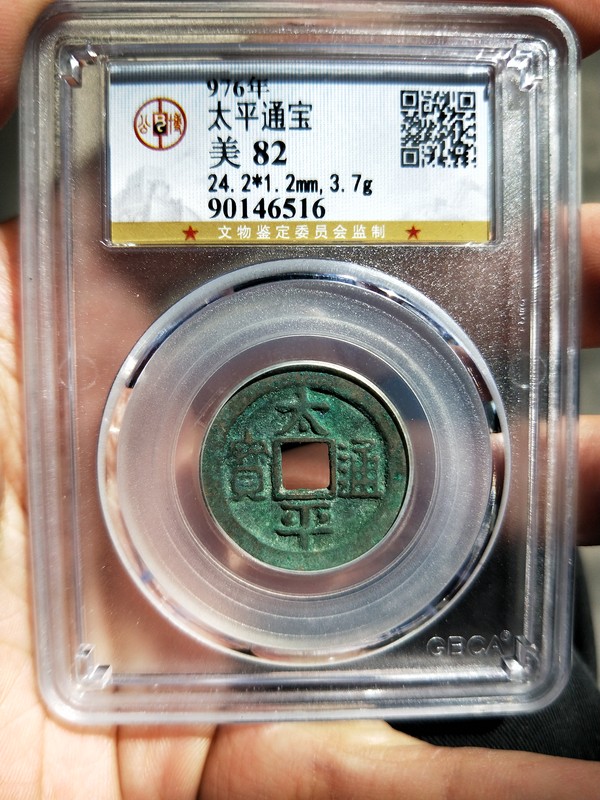 976年
太平通宝
美 82
24.2*1.2mm,3.7g
90146516
文物鉴定委员会监制
太
平
通
寳
GBCA